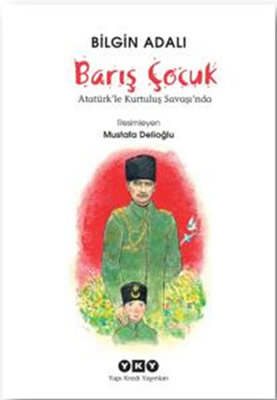 BİLGİN ADALI
Barış Çocuk
Atatürk'le Kurtuluş Savaşı'nda
Resimleyen
Mustafa Delioğlu
YKY
Yapı Kredi Yayınları